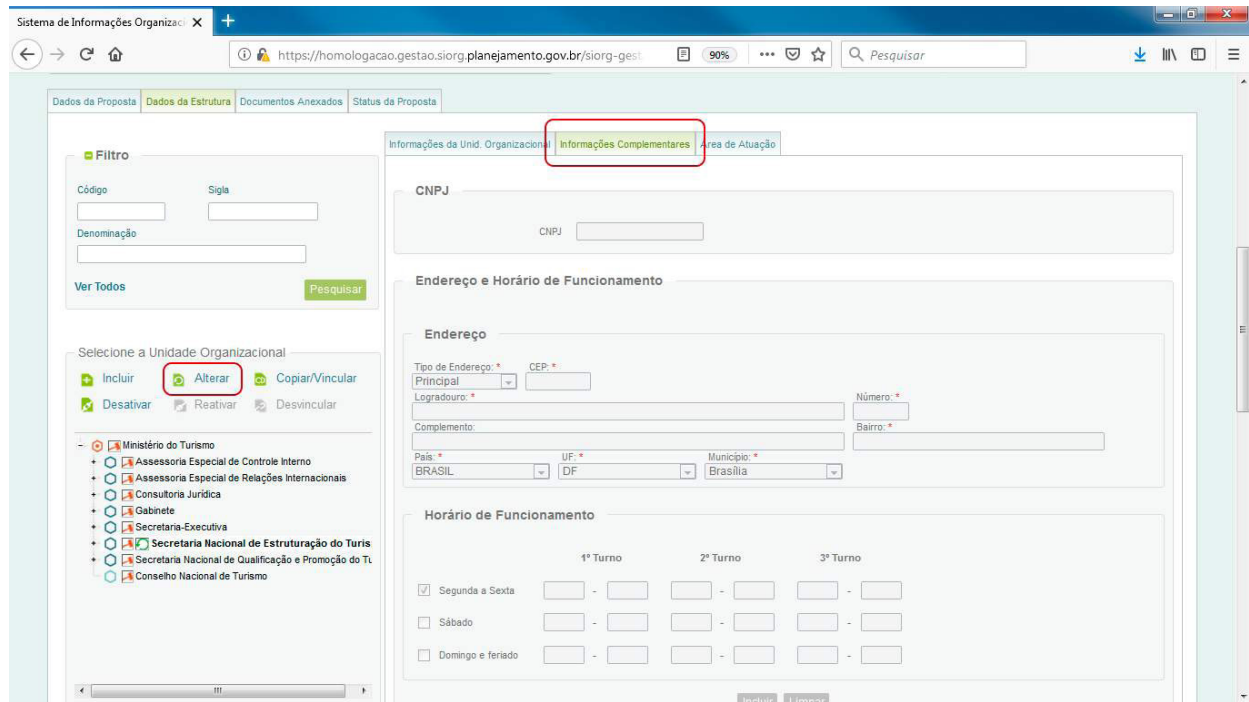 Sistema de Informações Organizaci
https://homologacao.gestao.siorg.planejamento.gov.br/siorg-gest
90%
Pesquisar
Dados da Proposta
Dados da Estrutura
Documentos Anexados
Status da Proposta
Filtro
Código
Sigla
Denominação
Ver Todos
Pesquisar
Selecione a Unidade Organizacional
Incluir
Alterar
Copiar/Vincular
Desativar
Reativar
Desvincular
Ministério do Turismo
Assessoria Especial de Controle Interno
Assessoria Especial de Relações Internacionais
Consultoria Jurídica
Gabinete
Secretaria-Executiva
Secretaria Nacional de Estruturação do Turis
Secretaria Nacional de Qualificação e Promoção do Tu
Conselho Nacional de Turismo
Informações da Unid. Organizacional
Informações Complementares
Área de Atuação
CNPJ
CNPJ
Endereço e Horário de Funcionamento
Endereço
Tipo de Endereço: *
CEP: *
Principal
Logradouro: *
Número: *
Complemento:
Bairro: *
País: *
UF: *
Município: *
BRASIL
DF
Brasília
Horário de Funcionamento
1º Turno
2º Turno
3º Turno
Segunda a Sexta - - -
Sábado - - -
Domingo e feriado - - -
Incluir
Limpar